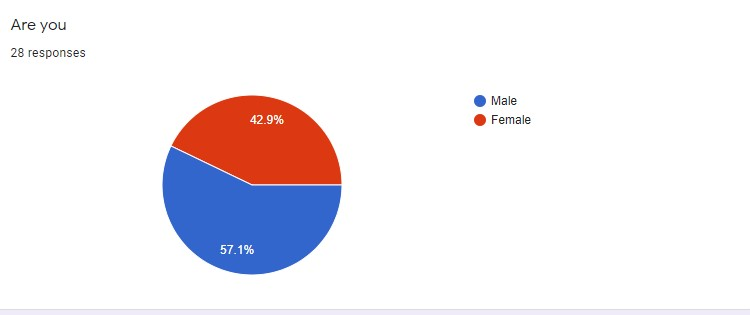 Are you
28 responses
Male
Female
42.9%
57.1%